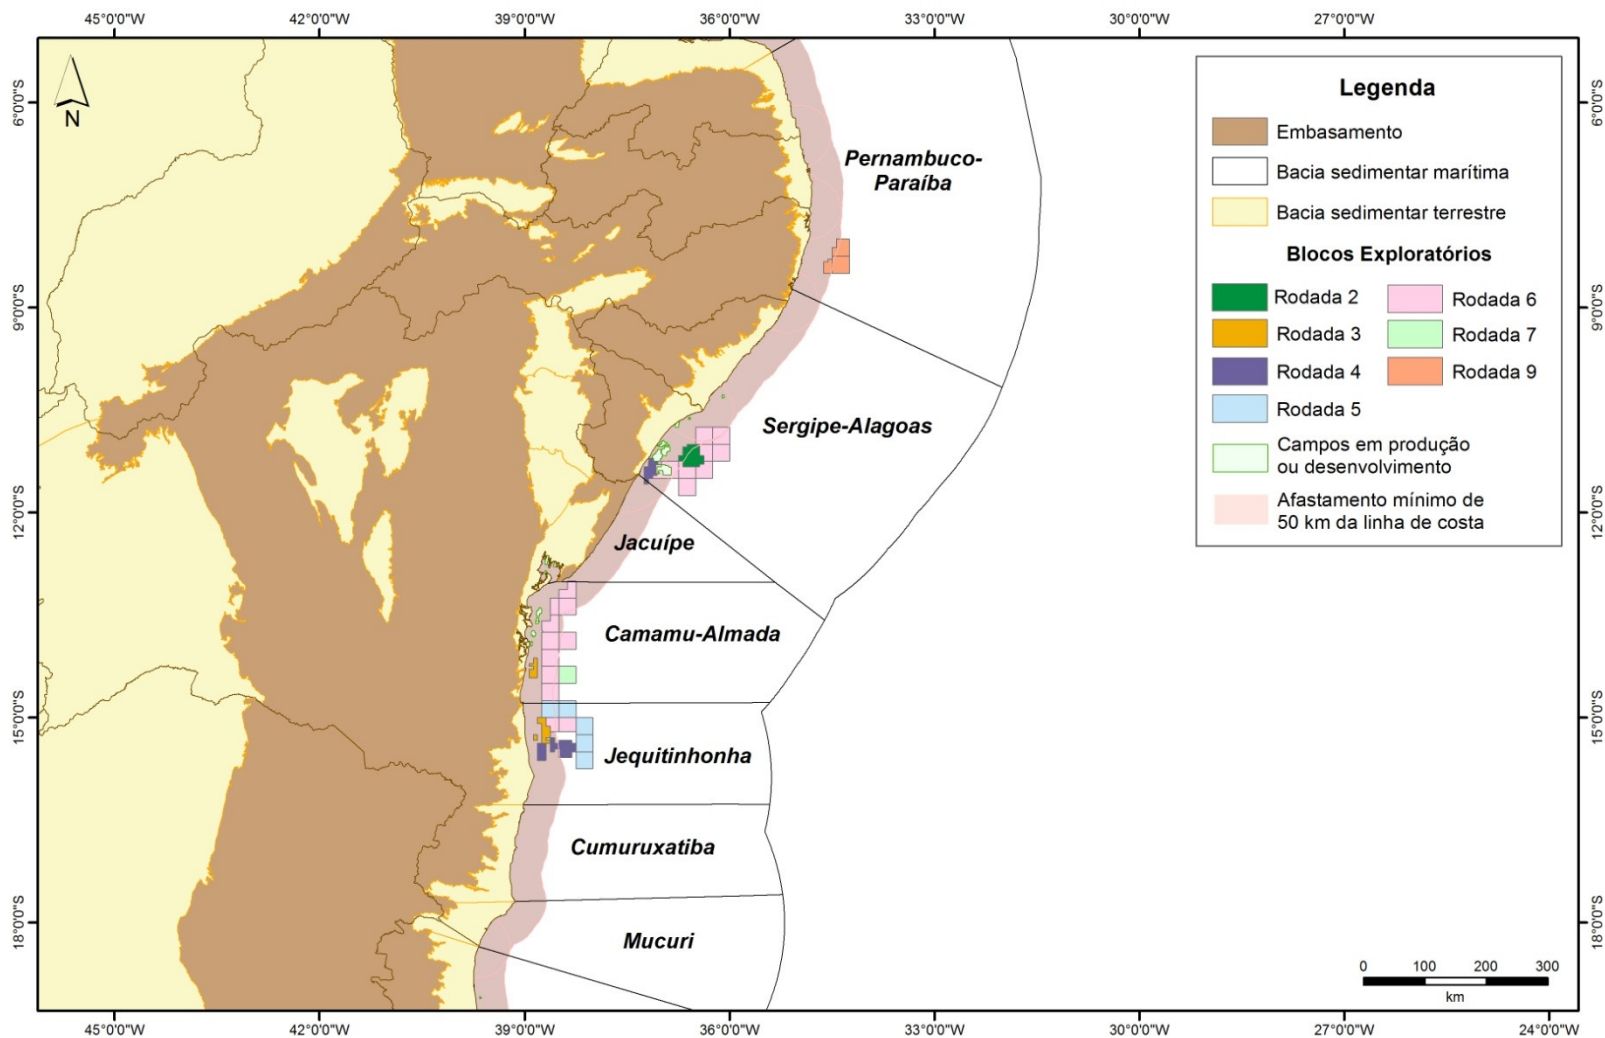 45°0'0"W 42°0'0"W 39°0'0"W 36°0'0"W 33°0'0"W 30°0'0"W 27°0'0"W
6°0'0"S
9°0'0"S
12°0'0"S
15°0'0"S
18°0'0"S
N
Pernambuco-
Paraíba
Sergipe-Alagoas
Jacuípe
Camamu-Almada
Jequitinhonha
Cumuruxatiba
Mucuri
Legenda
Embasamento
Bacia sedimentar marítima
Bacia sedimentar terrestre
Blocos Exploratórios
Rodada 2
Rodada 6
Rodada 3
Rodada 7
Rodada 4
Rodada 9
Rodada 5
Campos em produção
ou desenvolvimento
Afastamento mínimo de
50 km da linha de costa
6°0'0"S
9°0'0"S
12°0'0"S
15°0'0"S
18°0'0"S
0 100 200 300
km
45°0'0"W 42°0'0"W 39°0'0"W 36°0'0"W 33°0'0"W 30°0'0"W 27°0'0"W 24°0'0"W